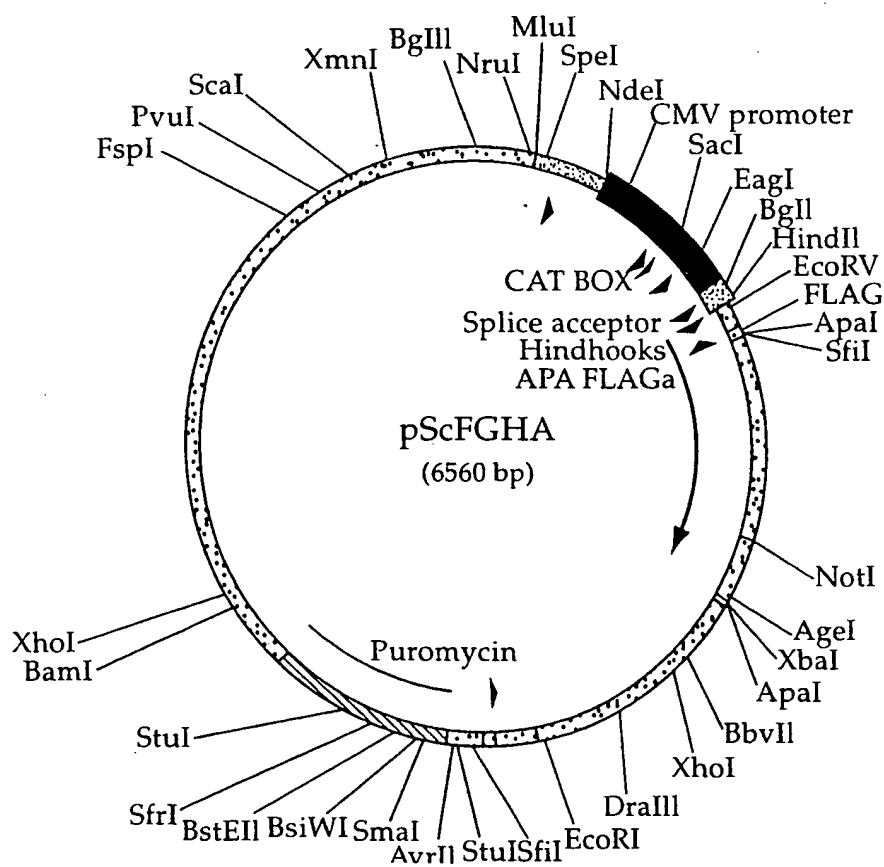 MluI
BgIII
SpeI
XmnI
NruI
ScaI
NdeI
PvuI
CMV promoter
FspI
SacI
EagI
BgII
HindII
EcoRV
CAT BOX
FLAG
Splice acceptor
ApaI
Hindhooks
SfiI
APA FLAGa
pScFGHA
(6560 bp)
NotI
XhoI
AgeI
BamI
Puromycin
XbaI
ApaI
StuI
BbvII
XhoI
SfrI
DraIII
BstEII
BsiWI
SmaI
AvrII
StuI
SfiI
EcoRI